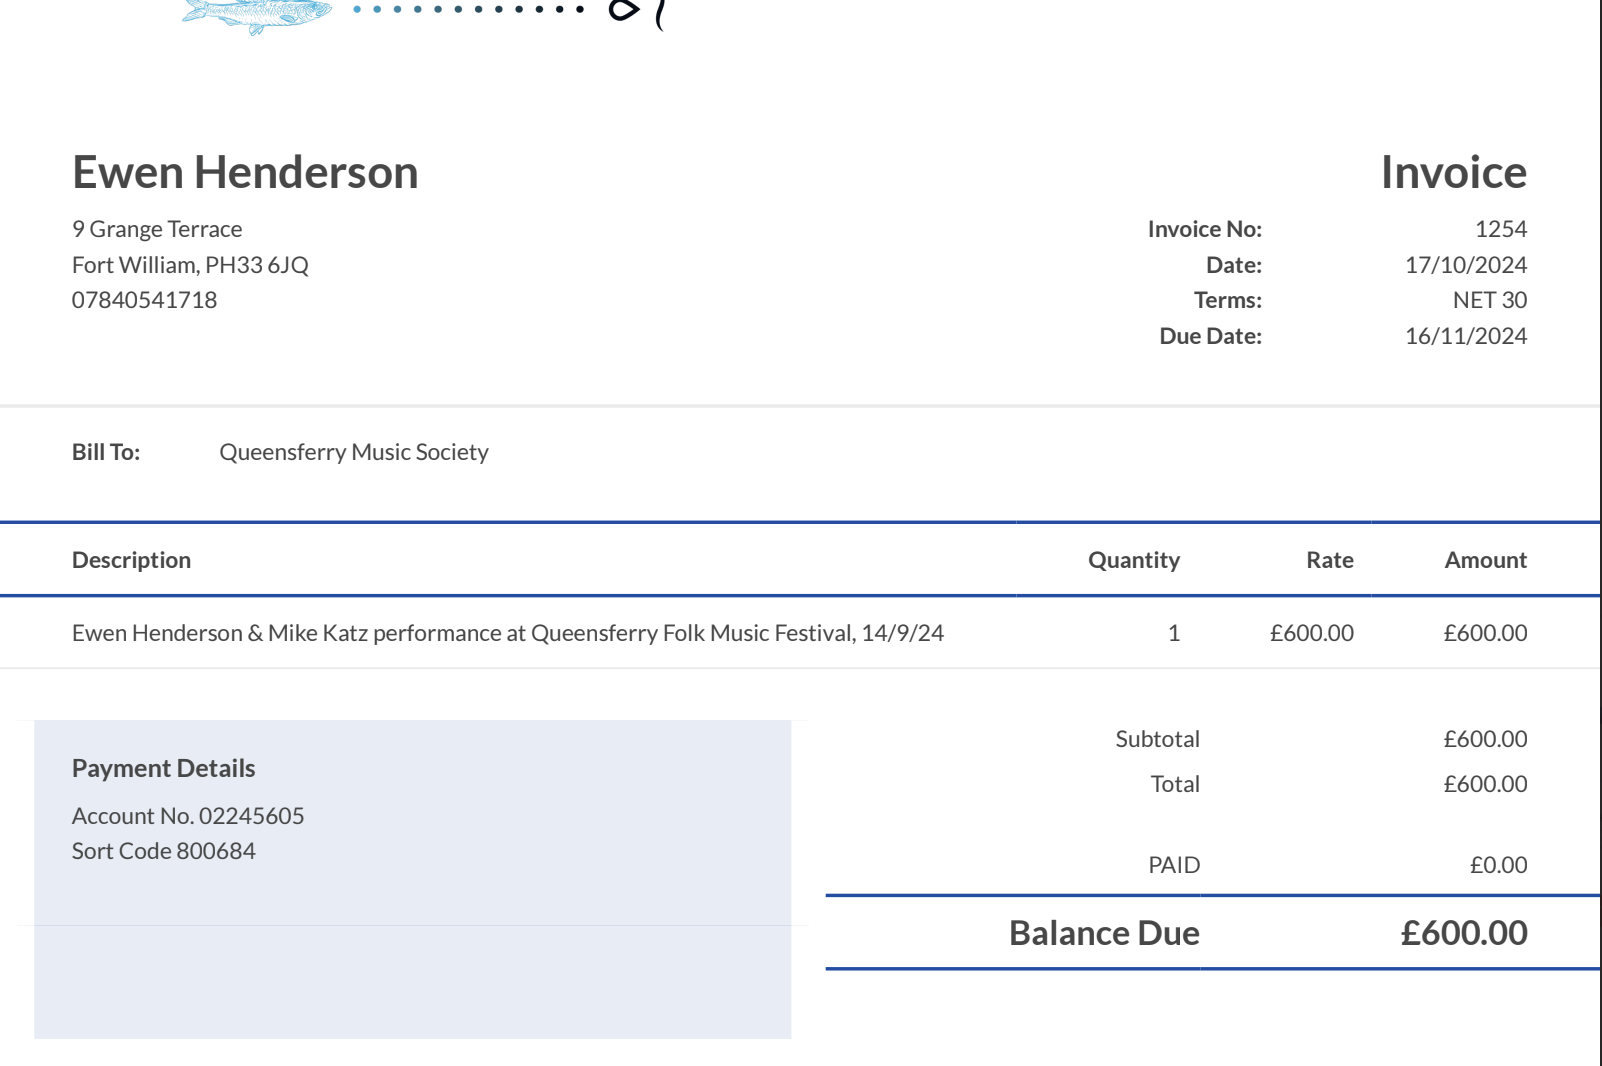 Ewen Henderson
9 Grange Terrace
Fort William, PH33 6JQ
07840541718
Invoice
Invoice No: 1254
Date: 17/10/2024
Terms: NET 30
Due Date: 16/11/2024
Bill To: Queensferry Music Society
Description Quantity Rate Amount
Ewen Henderson & Mike Katz performance at Queensferry Folk Music Festival, 14/9/24 1 £600.00 £600.00
Payment Details
Account No. 02245605
Sort Code 800684
Subtotal £600.00
Total £600.00
PAID £0.00
Balance Due £600.00